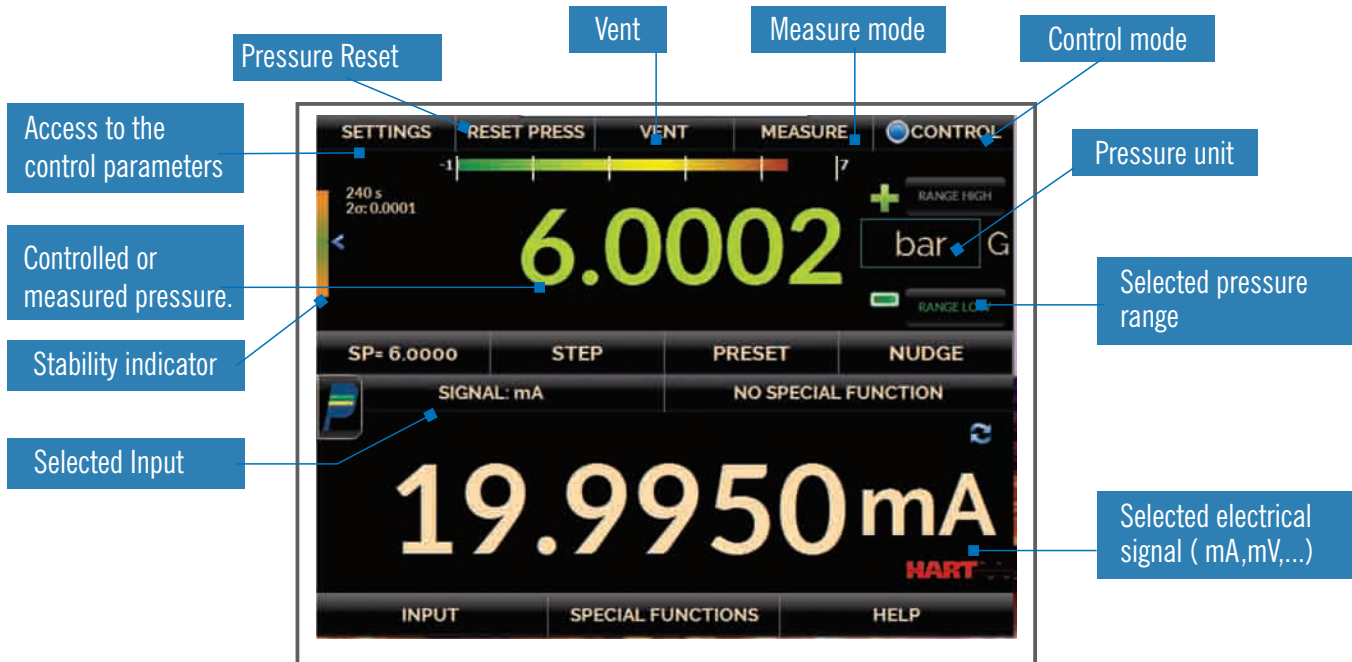 Vent
Measure mode
Control mode
Pressure Reset
Access to the
control parameters
Pressure unit
Controlled or
measured pressure.
Selected pressure
range
Stability indicator
Selected Input
Selected electrical
signal ( mA,mV,...)
SETTINGS RESET PRESS VENT MEASURE CONTROL
-1 7
240 s
2σ: 0.0001
RANGE HIGH
6.0002 bar G
RANGE LOW
SP= 6.0000 STEP PRESET NUDGE
SIGNAL: mA NO SPECIAL FUNCTION
19.9950 mA
HART
INPUT SPECIAL FUNCTIONS HELP